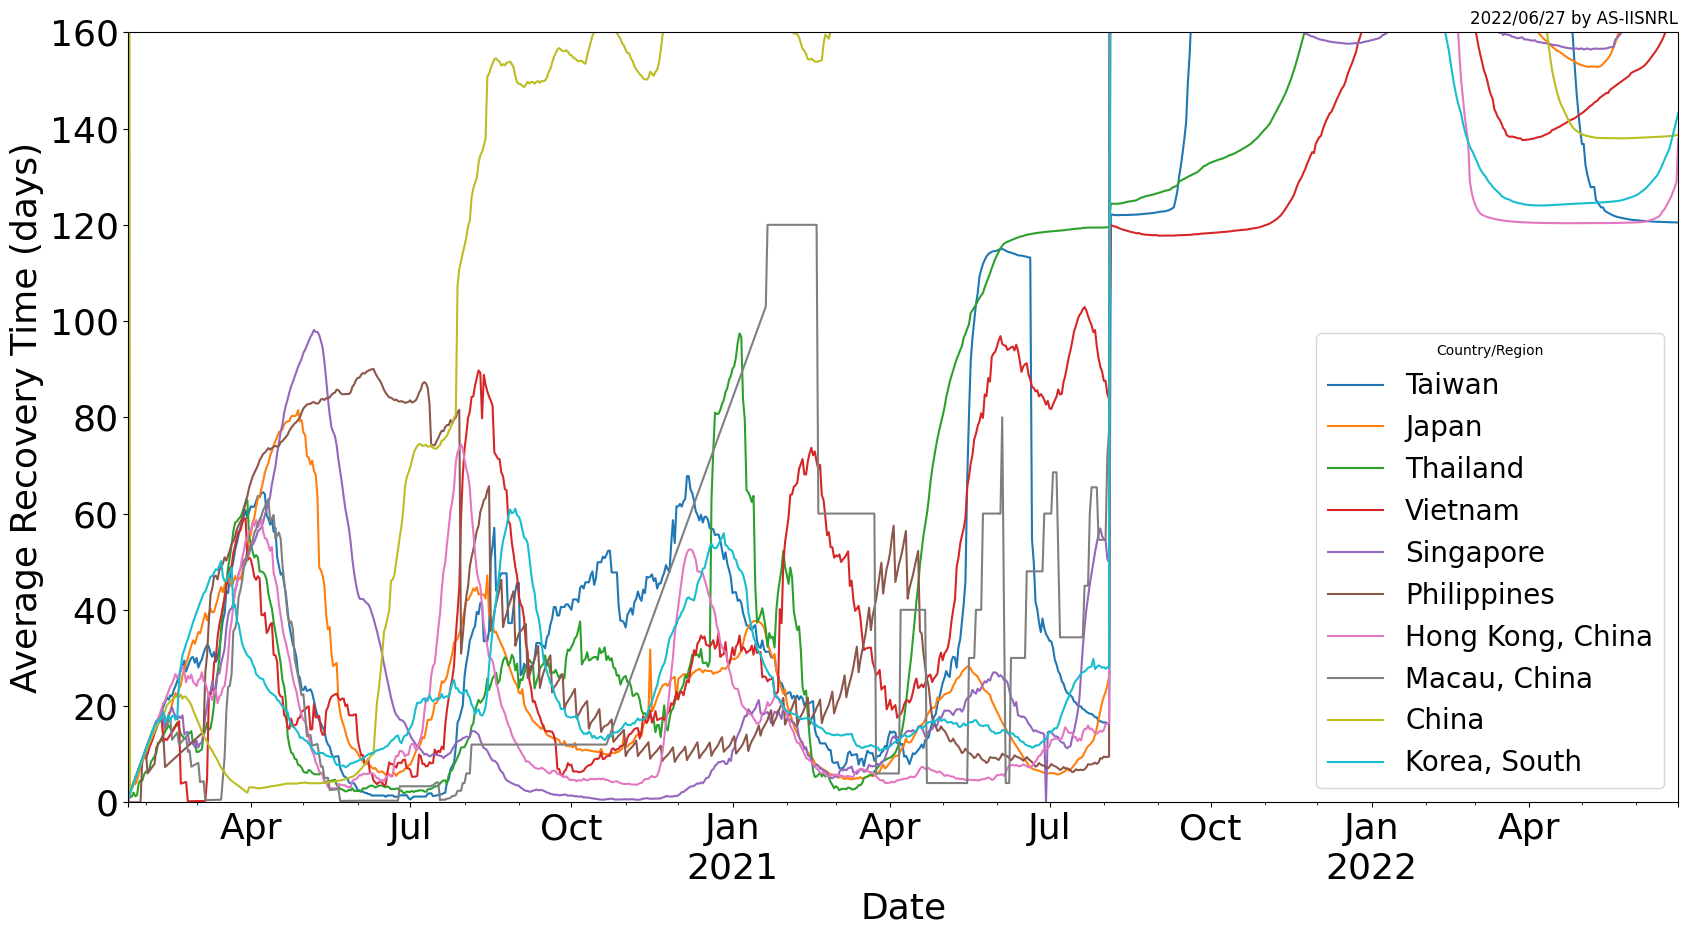 2022/06/27 by AS-IISNRL
Average Recovery Time (days)
160
140
120
100
80
60
40
20
0
Country/Region
Taiwan
Japan
Thailand
Vietnam
Singapore
Philippines
Hong Kong, China
Macau, China
China
Korea, South
Apr Jul Oct Jan Apr Jul Oct Jan Apr
2021 2022
Date